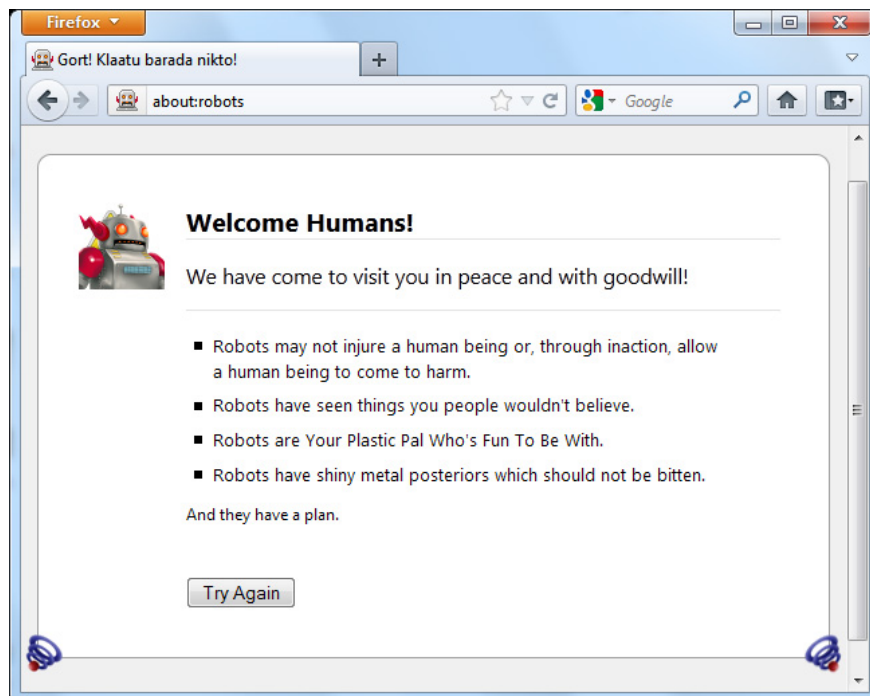 Firefox
Gort! Klaatu barada nikto!
about:robots
Google
Welcome Humans!
We have come to visit you in peace and with goodwill!
Robots may not injure a human being or, through inaction, allow
a human being to come to harm.
Robots have seen things you people wouldn't believe.
Robots are Your Plastic Pal Who's Fun To Be With.
Robots have shiny metal posteriors which should not be bitten.
And they have a plan.
Try Again